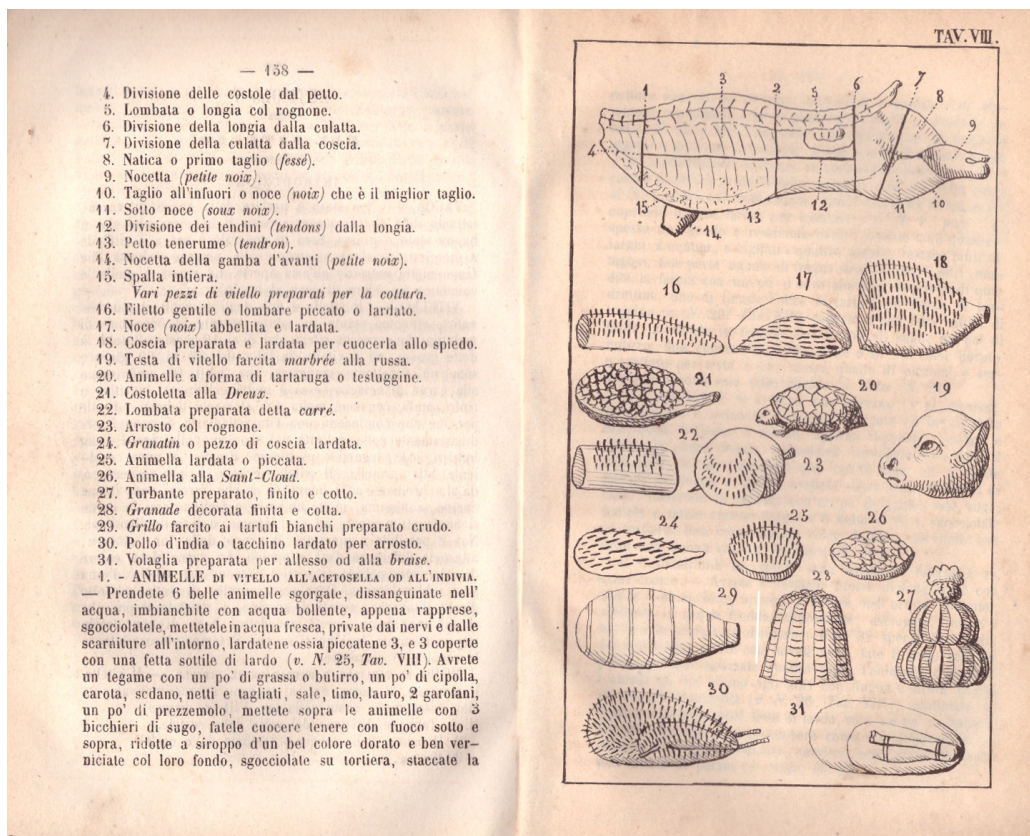 — 158 —
4. Divisione delle costole dal petto.
5. Lombata o longia col rognone.
6. Divisione della longia dalla culatta.
7. Divisione della culatta dalla coscia.
8. Natica o primo taglio (fessé).
9. Nocetta (petite noix).
10. Taglio all'infuori o noce (noix) che è il miglior taglio.
11. Sotto noce (soux noix).
12. Divisione dei tendini (tendons) dalla longia.
13. Petto tenerume (tendron).
14. Nocetta della gamba d'avanti (petite noix).
15. Spalla intiera.
Vari pezzi di vitello preparati per la cottura.
16. Filetto gentile o lombare piccato o lardato.
17. Noce (noix) abbellita e lardata.
18. Coscia preparata e lardata per cuocerla allo spiedo.
19. Testa di vitello farcita marbrée alla russa.
20. Animelle a forma di tartaruga o testuggine.
21. Costoletta alla Dreux.
22. Lombata preparata detta carré.
23. Arrosto col rognone.
24. Granatin o pezzo di coscia lardata.
25. Animella lardata o piccata.
26. Animella alla Saint-Cloud.
27. Turbante preparato, finito e cotto.
28. Granade decorata finita e cotta.
29. Grillo farcito ai tartufi bianchi preparato crudo.
30. Pollo d'india o tacchino lardato per arrosto.
31. Volaglia preparata per allesso od alla braise.
1. - ANIMELLE DI VITELLO ALL'ACETOSELLA OD ALL'INDIVIA.
— Prendete 6 belle animelle sgorgate, dissanguinate nell'
acqua, imbianchite con acqua bollente, appena rapprese,
sgocciolatele, mettetele in acqua fresca, private dai nervi e dalle
scarniture all'intorno, lardatene ossia piccatene 3, e 3 coperte
con una fetta sottile di lardo (v. N. 25, Tav. VIII). Avrete
un tegame con un po' di grassa o butirro, un po' di cipolla,
carota, sedano, netti e tagliati, sale, timo, lauro, 2 garofani,
un po' di prezzemolo, mettete sopra le animelle con 3
bicchieri di sugo, fatele cuocere tenere con fuoco sotto e
sopra, ridotte a siroppo d'un bel colore dorato e ben ver-
niciate col loro fondo, sgocciolate su tortiera, staccate la
TAV. VIII.
1 3 2 5 6 7 8 9
4 15 14 13 12 11 10
16 17 18
21 20 19
22 23
24 25 26
29 28 27
30 31